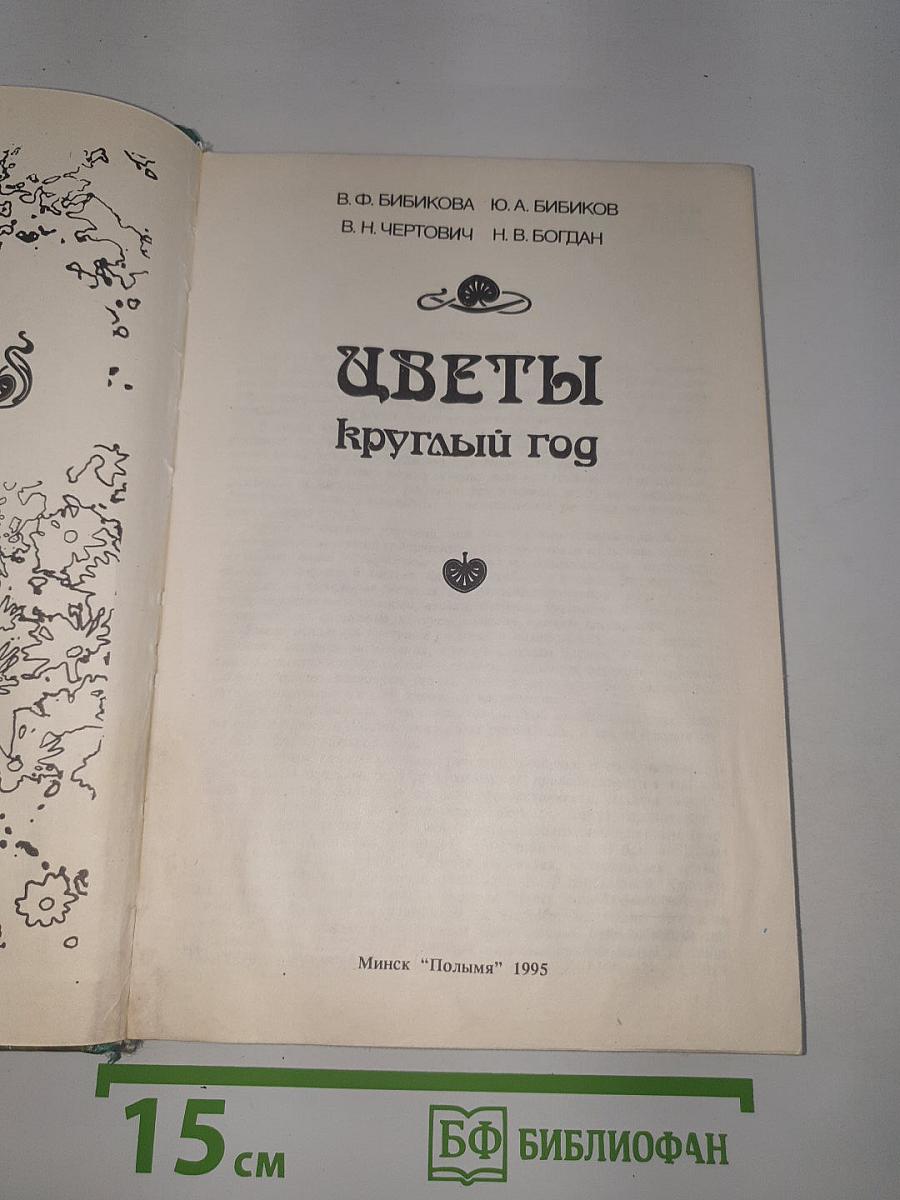 В. Ф. БИБИКОВА Ю. А. БИБИКОВ
В. Н. ЧЕРТОВИЧ Н. В. БОГДАН
ЦВЕТЫ
круглый год
Минск "Полымя" 1995
15 см
БФ БИБЛИОФАН